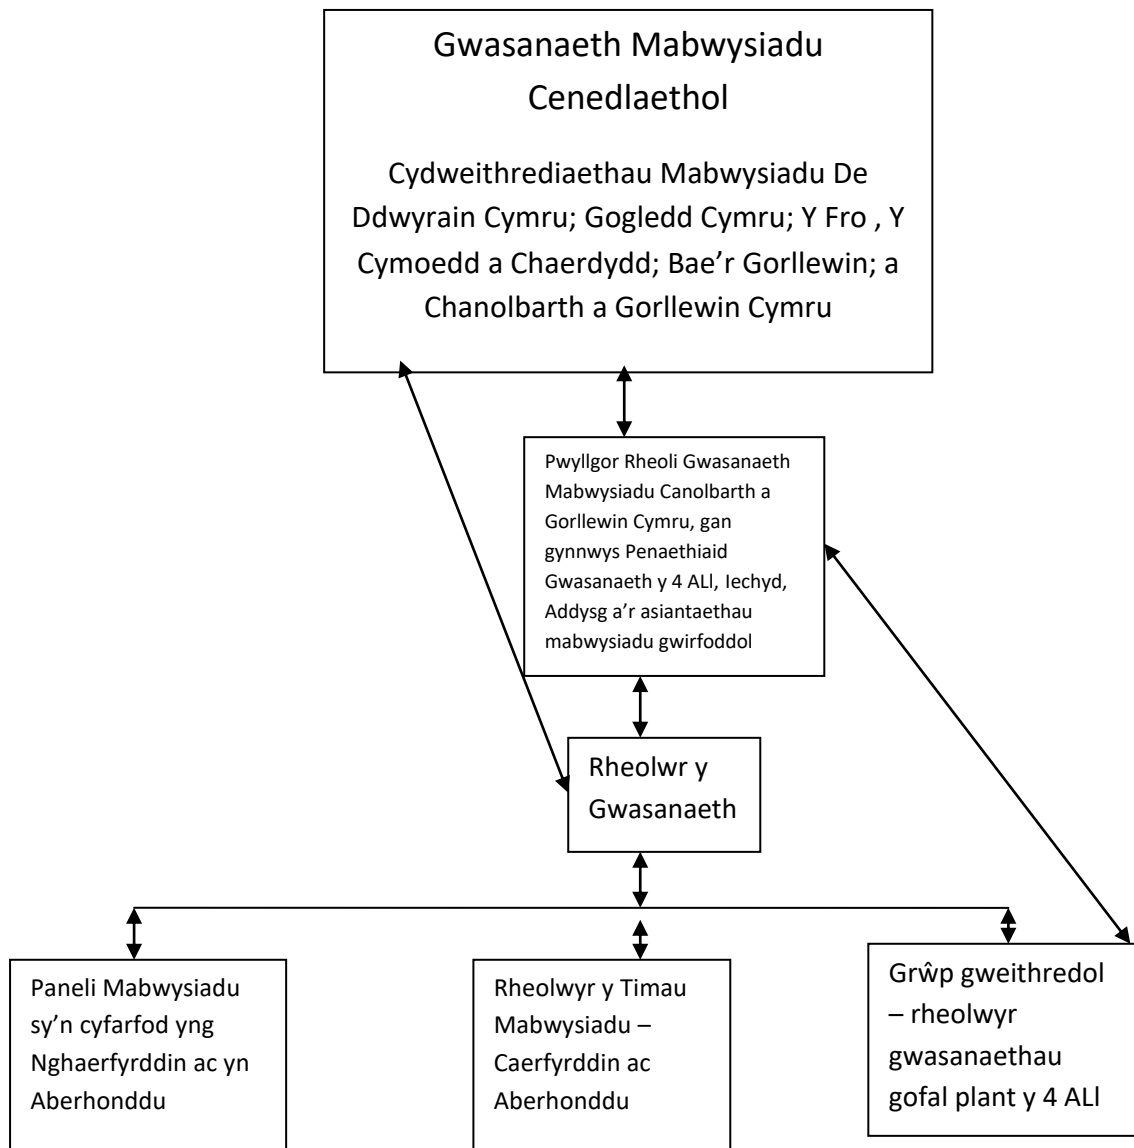 Gwasanaeth Mabwysiadu
Cenedlaethol
Cydweithrediaethau Mabwysiadu De
Ddwyrain Cymru; Gogledd Cymru; Y Fro , Y
Cymoedd a Chaerdydd; Bae’r Gorllewin; a
Chanolbarth a Gorllewin Cymru
Pwyllgor Rheoli Gwasanaeth
Mabwysiadu Canolbarth a
Gorllewin Cymru, gan
gynnwys Penaethiaid
Gwasanaeth y 4 ALl, Iechyd,
Addysg a’r asiantaethau
mabwysiadu gwirfoddol
Rheolwr y
Gwasanaeth
Paneli Mabwysiadu
sy’n cyfarfod yng
Nghaerfyrddin ac yn
Aberhonddu
Rheolwyr y Timau
Mabwysiadu –
Caerfyrddin ac
Aberhonddu
Grŵp gweithredol
– rheolwyr
gwasanaethau
gofal plant y 4 ALl